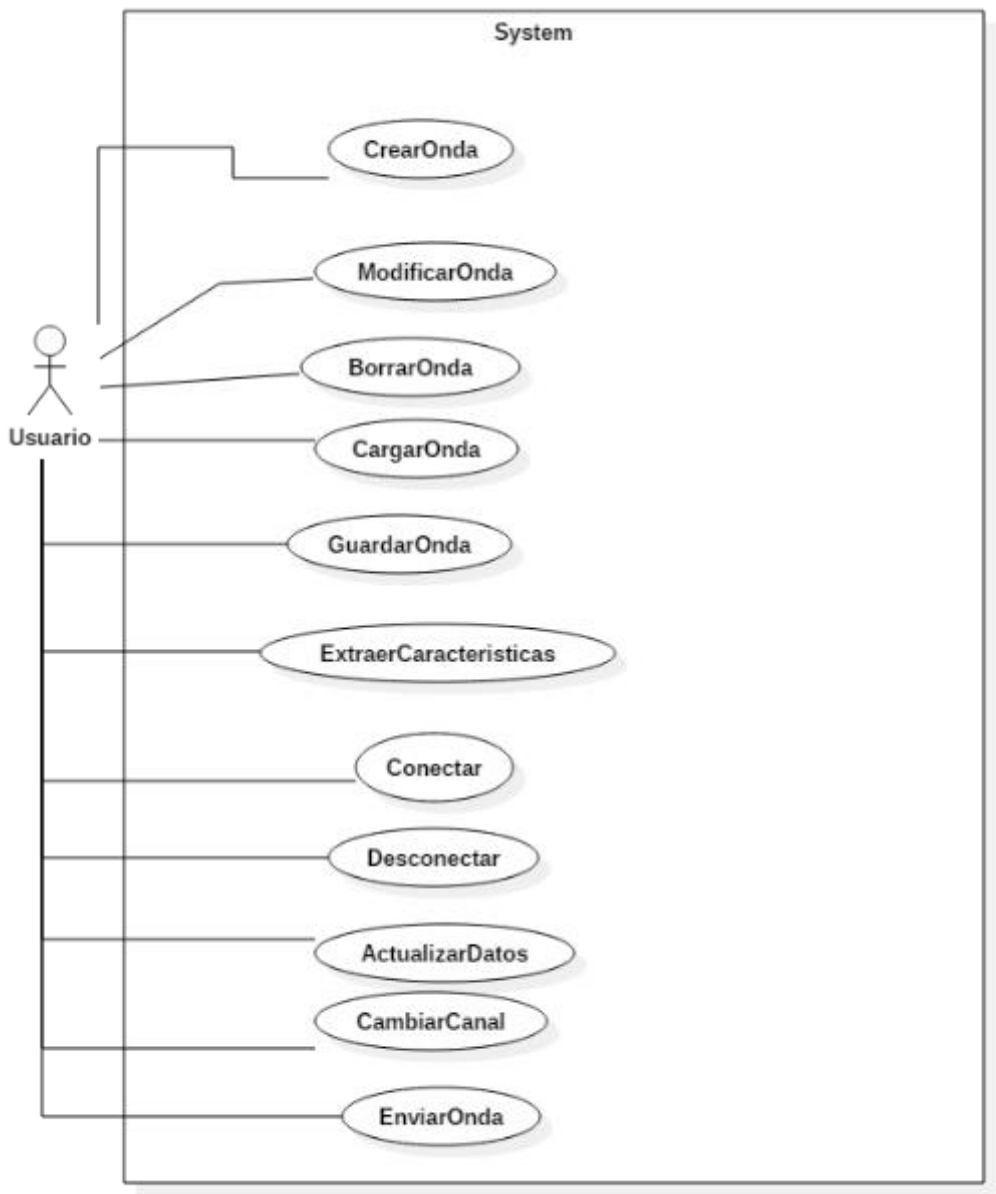 System
CrearOnda
ModificarOnda
BorrarOnda
Usuario
CargarOnda
GuardarOnda
ExtraerCaracteristicas
Conectar
Desconectar
ActualizarDatos
CambiarCanal
EnviarOnda